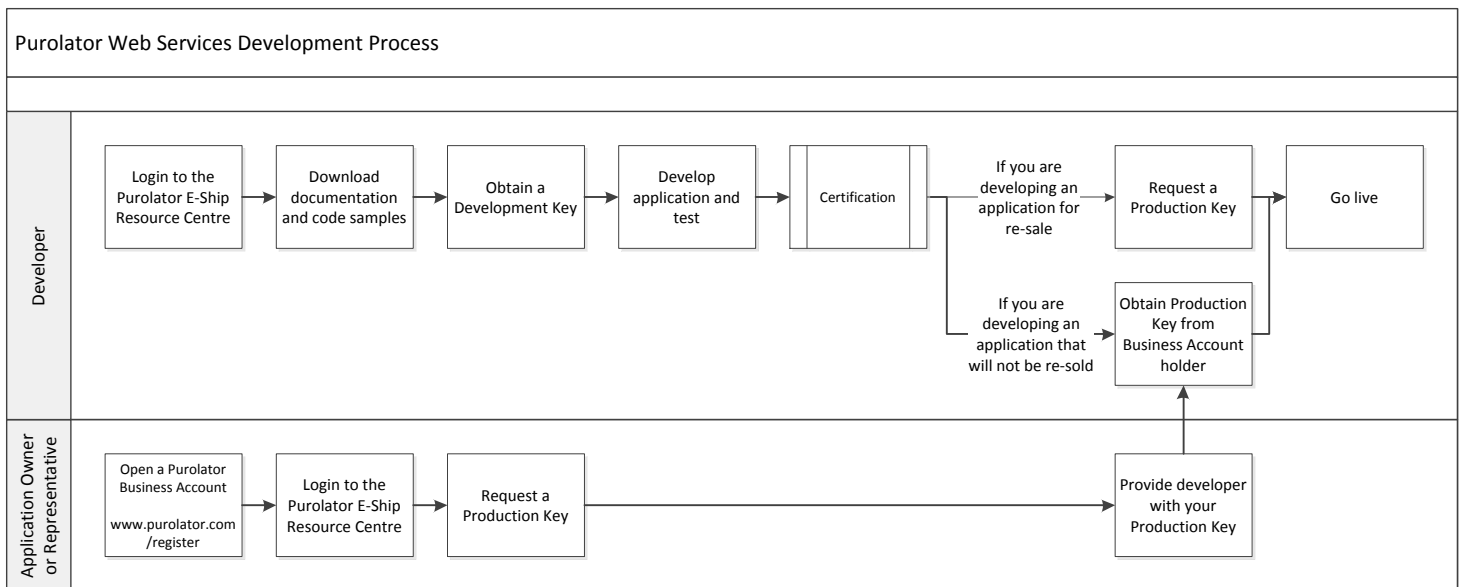 Purolator Web Services Development Process
Developer
Login to the
Purolator E-Ship
Resource Centre
Download
documentation
and code samples
Obtain a
Development Key
Develop
application and
test
Certification
If you are
developing an
application for
re-sale
Request a
Production Key
Go live
If you are
developing an
application that
will not be re-sold
Obtain Production
Key from
Business Account
holder
Application Owner
or Representative
Open a Purolator
Business Account
www.purolator.com
/register
Login to the
Purolator E-Ship
Resource Centre
Request a
Production Key
Provide developer
with your
Production Key